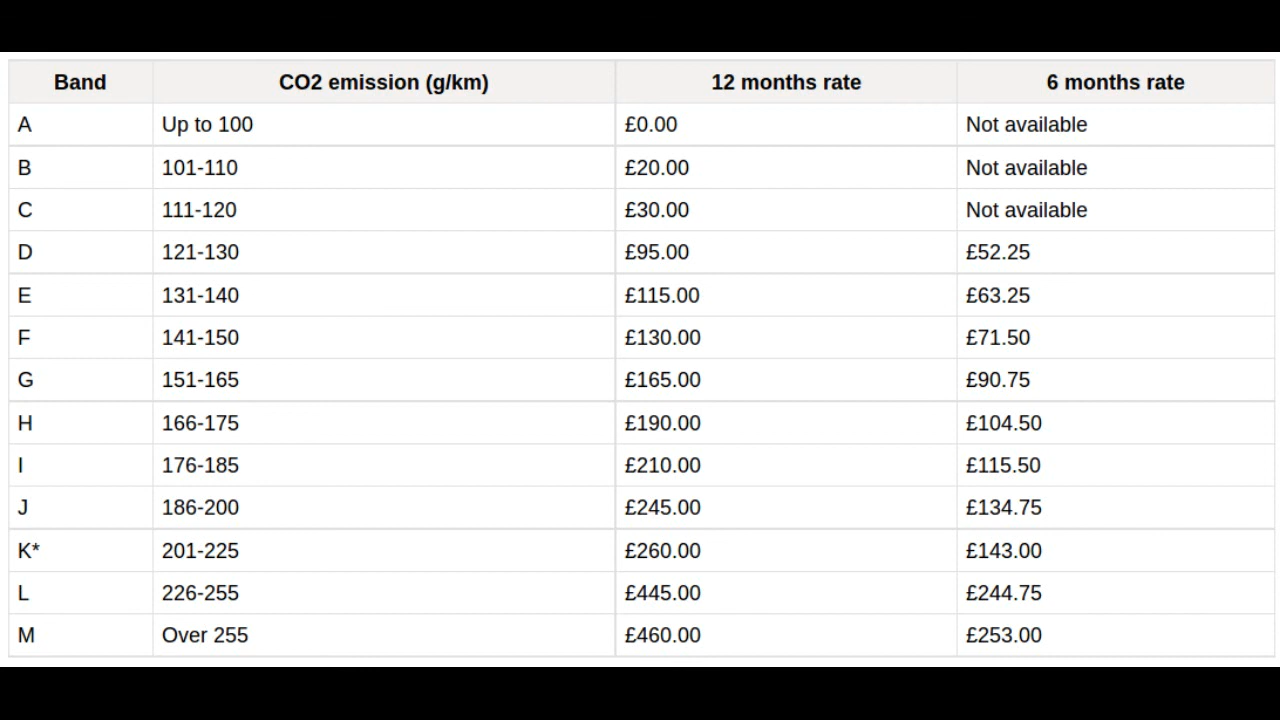 Band CO2 emission (g/km) 12 months rate 6 months rate
A Up to 100 £0.00 Not available
B 101-110 £20.00 Not available
C 111-120 £30.00 Not available
D 121-130 £95.00 £52.25
E 131-140 £115.00 £63.25
F 141-150 £130.00 £71.50
G 151-165 £165.00 £90.75
H 166-175 £190.00 £104.50
I 176-185 £210.00 £115.50
J 186-200 £245.00 £134.75
K* 201-225 £260.00 £143.00
L 226-255 £445.00 £244.75
M Over 255 £460.00 £253.00